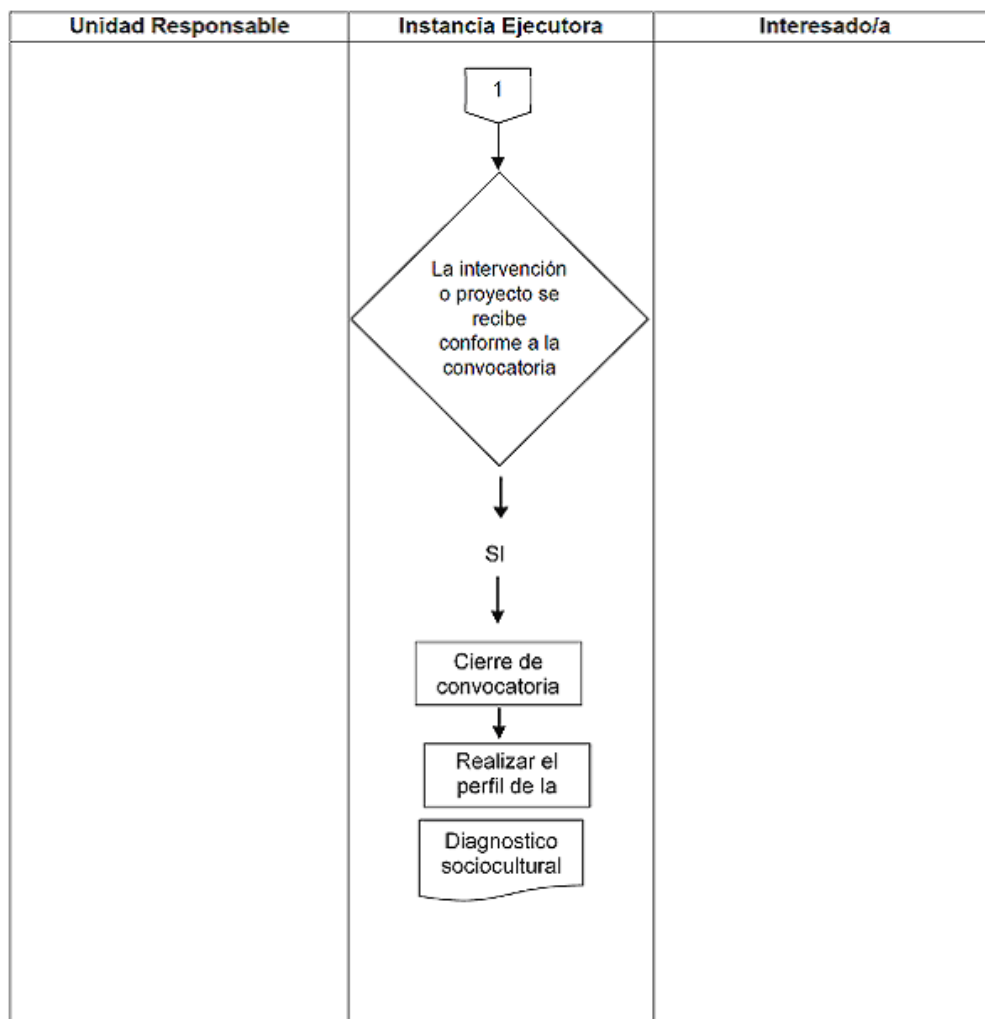 Unidad Responsable
Instancia Ejecutora
Interesado/a
1
La intervención
o proyecto se
recibe
conforme a la
convocatoria
SI
Cierre de
convocatoria
Realizar el
perfil de la
Diagnostico
sociocultural